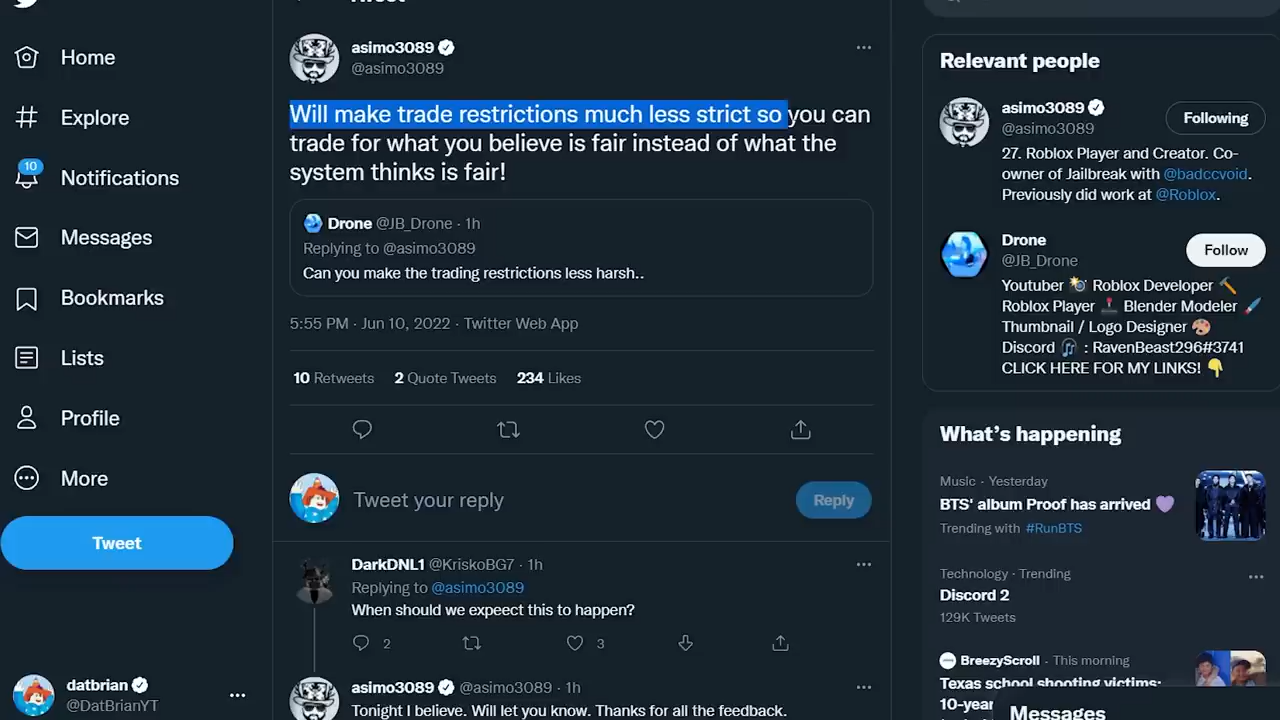 Tweet
Home
Explore
10
Notifications
Messages
Bookmarks
Lists
Profile
More
Tweet
datbrian
@DatBrianYT
asimo3089
@asimo3089
Will make trade restrictions much less strict so you can
trade for what you believe is fair instead of what the
system thinks is fair!
Drone @JB_Drone · 1h
Replying to @asimo3089
Can you make the trading restrictions less harsh..
5:55 PM · Jun 10, 2022 · Twitter Web App
10 Retweets 2 Quote Tweets 234 Likes
Tweet your reply
Reply
DarkDNL1 @KriskoBG7 · 1h
Replying to @asimo3089
When should we expeect this to happen?
2 3
asimo3089 @asimo3089 · 1h
Tonight I believe. Will let you know. Thanks for all the feedback.
Relevant people
asimo3089
@asimo3089
Following
27. Roblox Player and Creator. Co-
owner of Jailbreak with @badccvoid.
Previously did work at @Roblox.
Drone
@JB_Drone
Follow
Youtuber 📸 Roblox Developer 🔨
Roblox Player 🕹️ Blender Modeler 🖌️
Thumbnail / Logo Designer 🎨
Discord 🎧 : RavenBeast296#3741
CLICK HERE FOR MY LINKS! 👇
What's happening
Music · Yesterday
BTS' album Proof has arrived 💜
Trending with #RunBTS
Technology · Trending
Discord 2
129K Tweets
BreezyScroll · This morning
Texas school shooting victims:
10-year
Messages